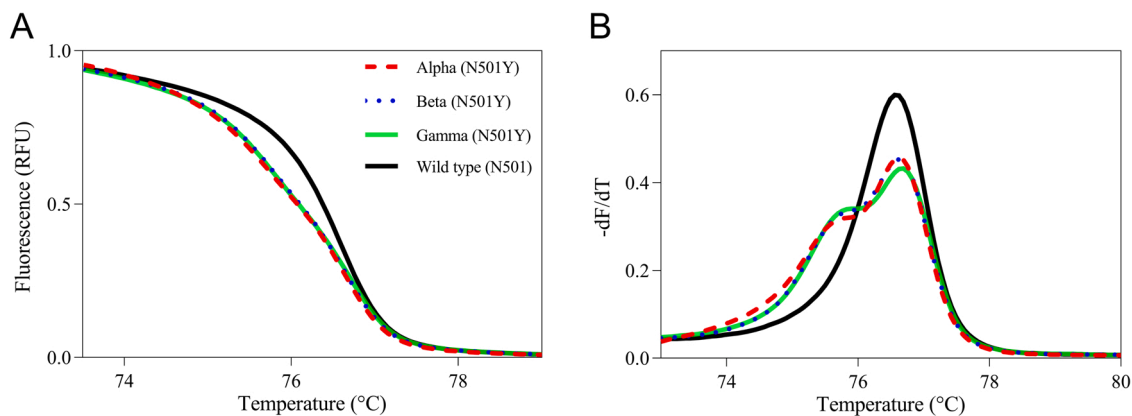 A
1.0
0.5
0.0
Fluorescence (RFU)
74
76
78
Temperature (°C)
Alpha (N501Y)
Beta (N501Y)
Gamma (N501Y)
Wild type (N501)
B
0.6
0.4
0.2
0.0
-dF/dT
74
76
78
80
Temperature (°C)